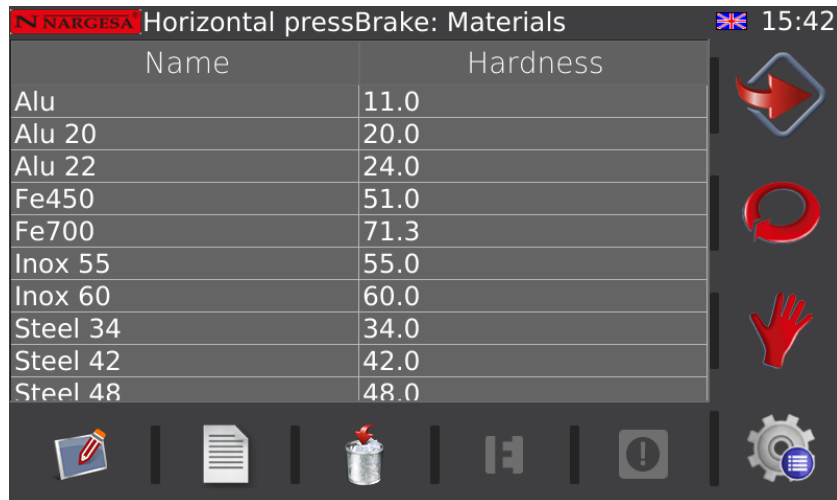 N NARGESA® Horizontal pressBrake: Materials 15:42
Name Hardness
Alu 11.0
Alu 20 20.0
Alu 22 24.0
Fe450 51.0
Fe700 71.3
Inox 55 55.0
Inox 60 60.0
Steel 34 34.0
Steel 42 42.0
Steel 48 48.0